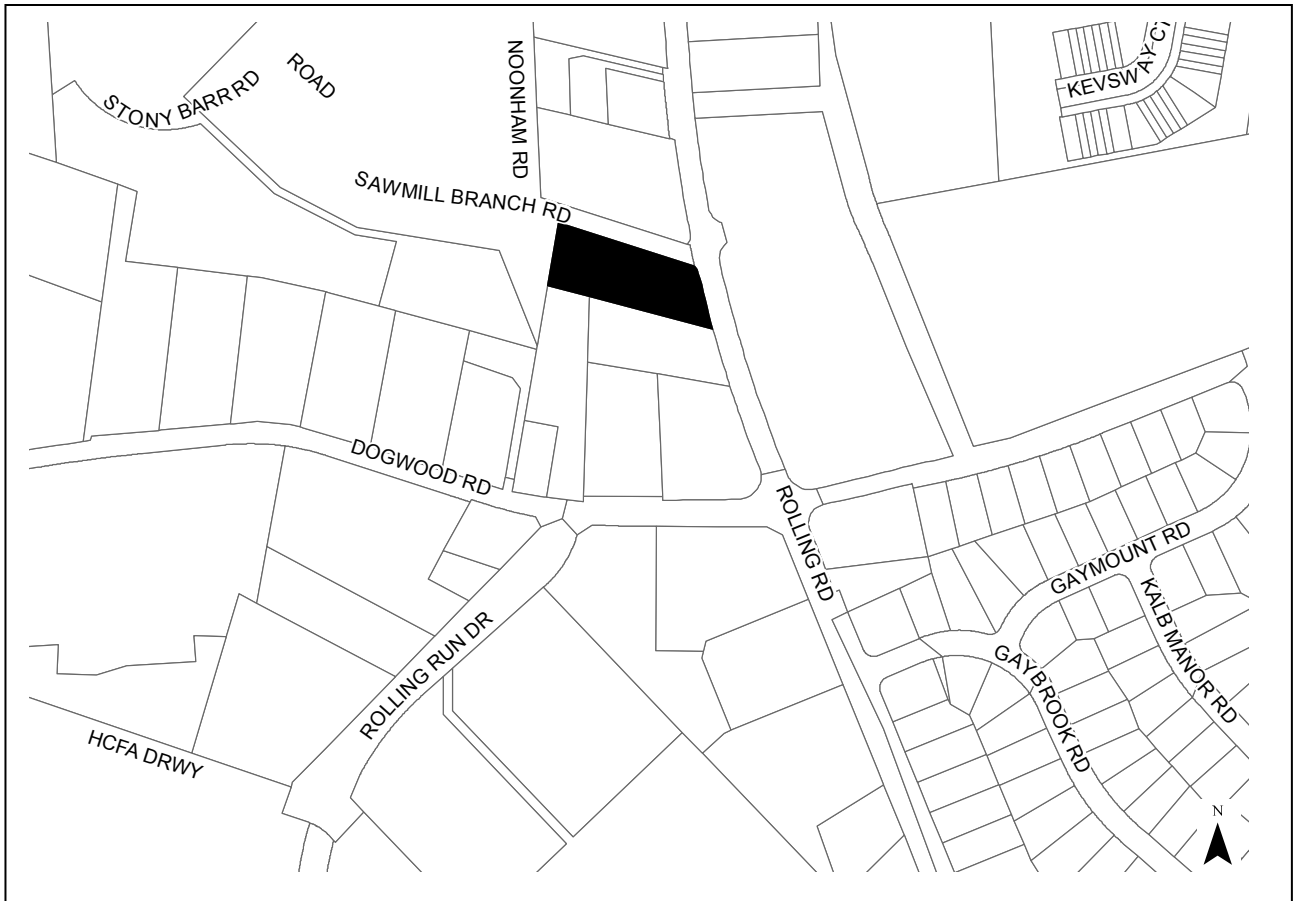 STONY BARR RD
ROAD
NOONHAM RD
KEVSWAY CT
SAWMILL BRANCH RD
DOGWOOD RD
ROLLING RD
GAYMOUNT RD
KALB MANOR RD
GAYBROOK RD
ROLLING RUN DR
HCFA DRWY
N